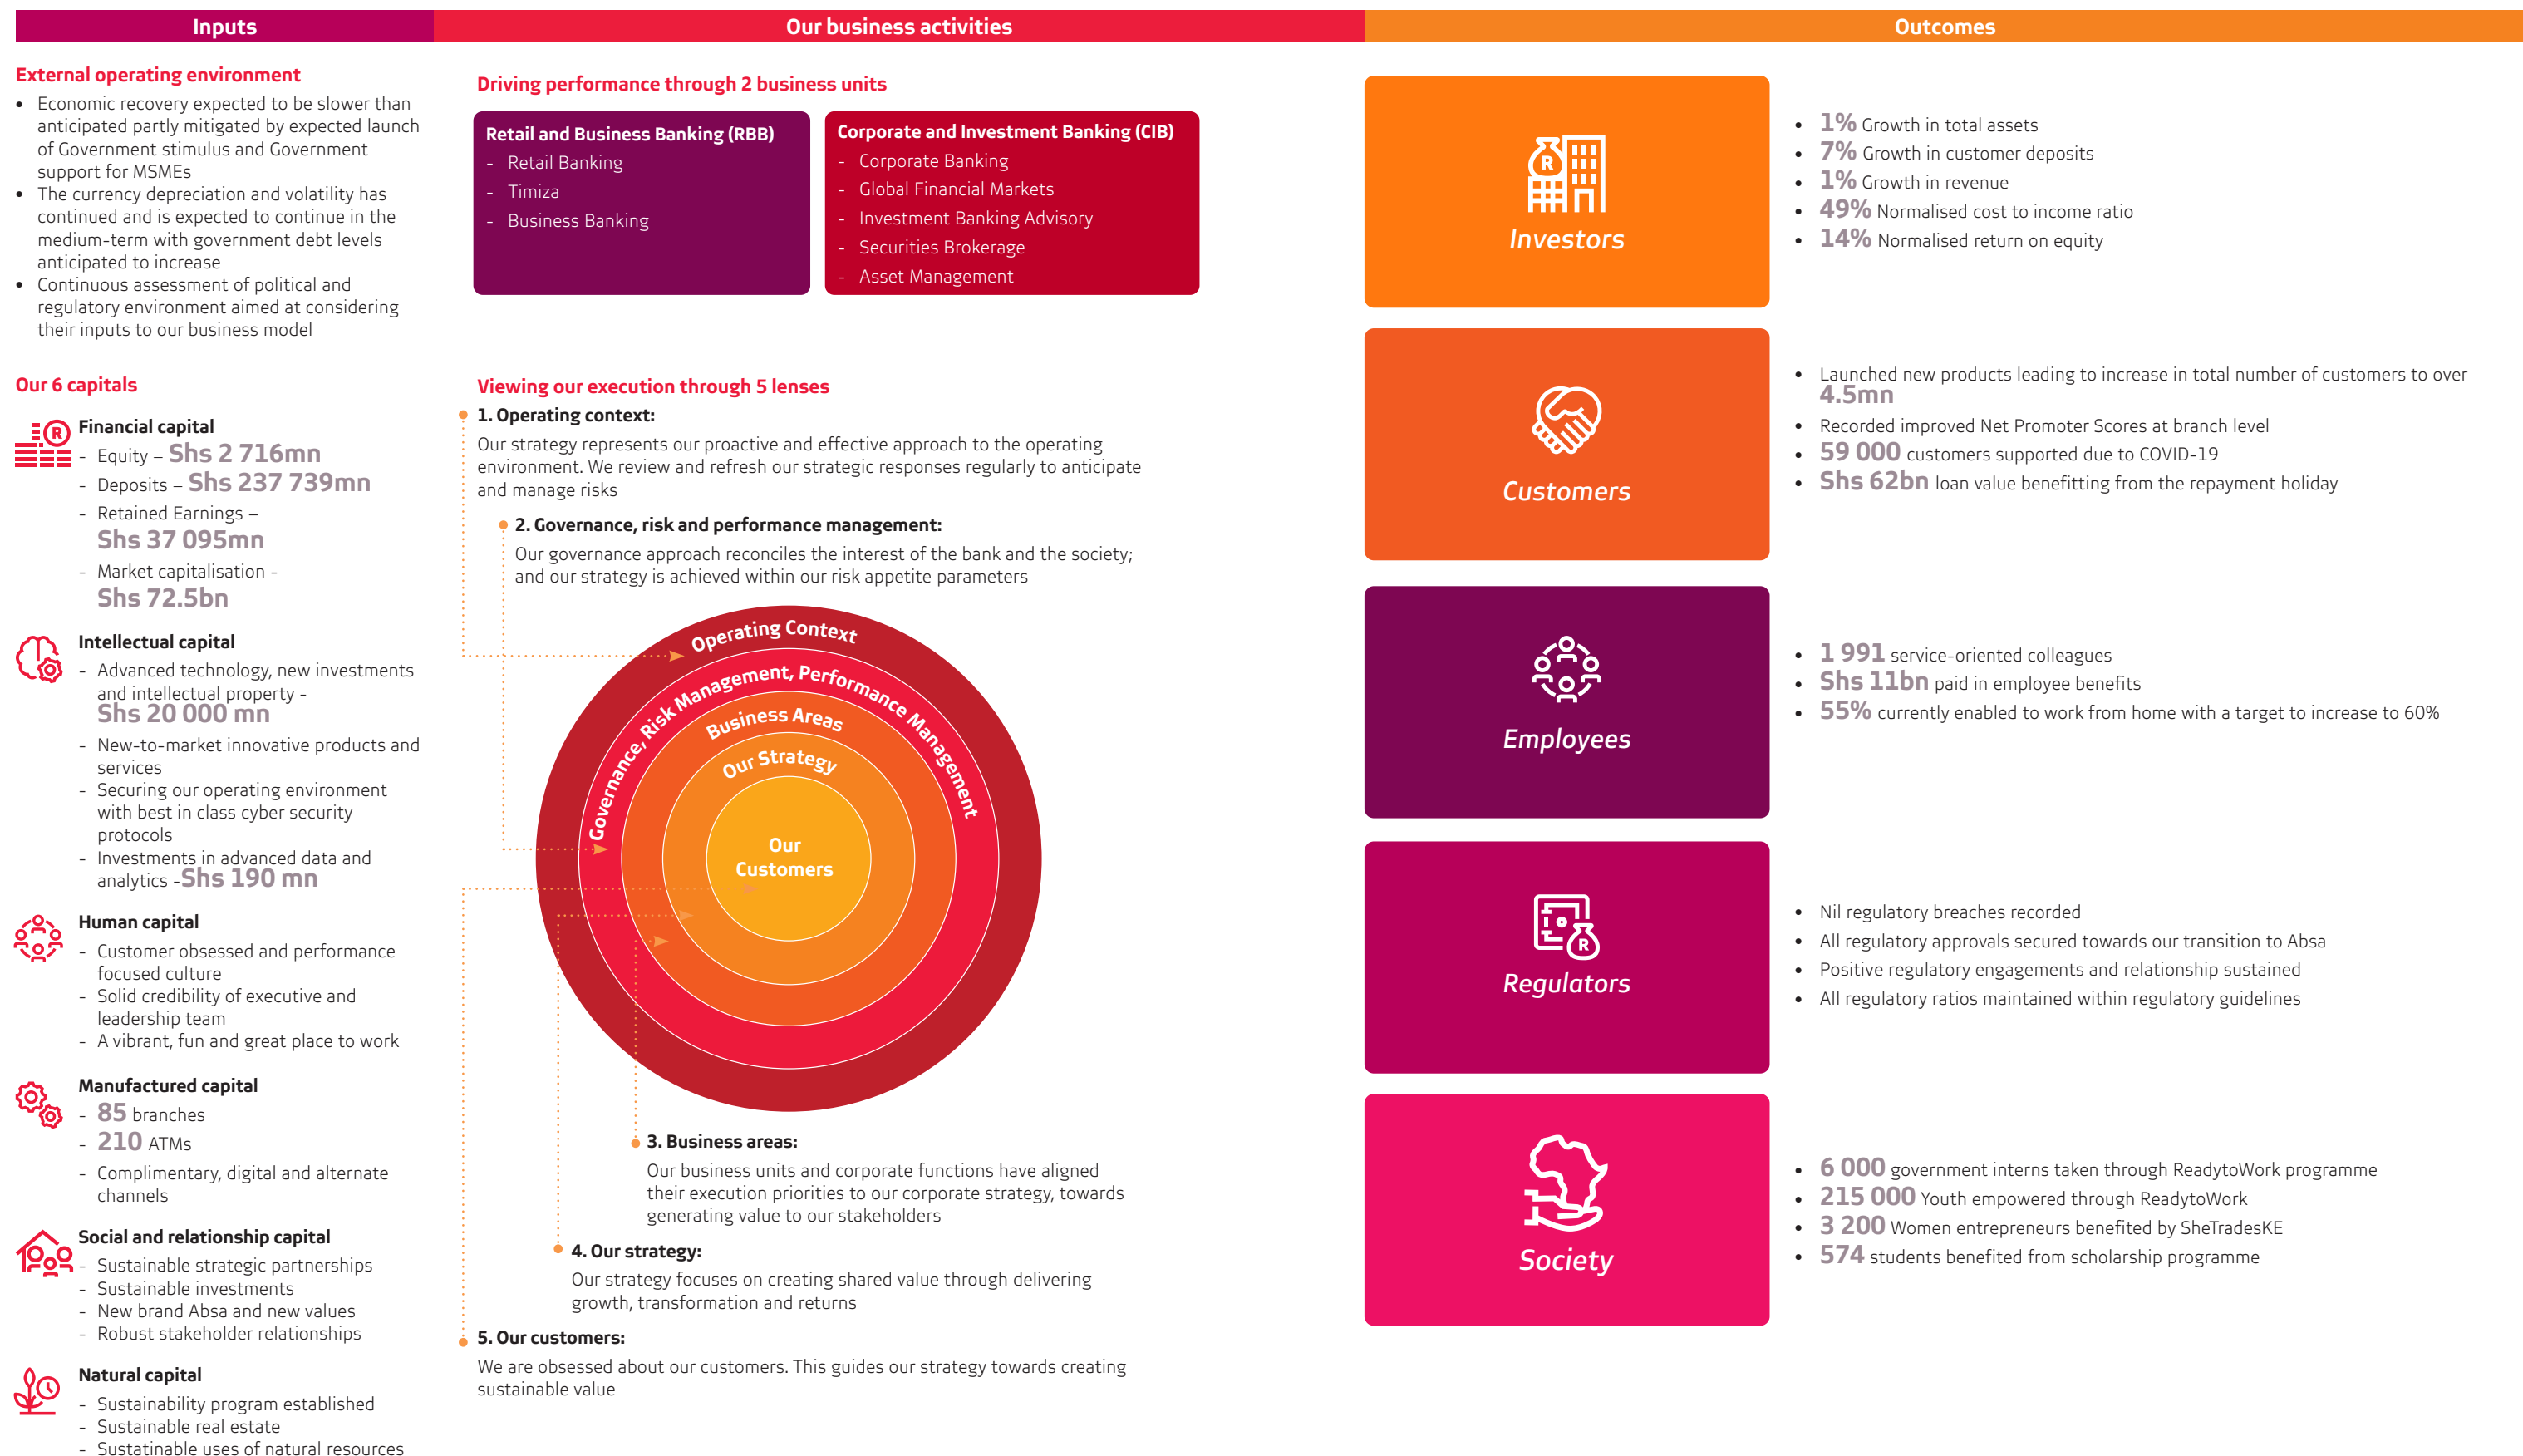 Inputs
Our business activities
Outcomes
External operating environment
• Economic recovery expected to be slower than
anticipated partly mitigated by expected launch
of Government stimulus and Government
support for MSMEs
• The currency depreciation and volatility has
continued and is expected to continue in the
medium-term with government debt levels
anticipated to increase
• Continuous assessment of political and
regulatory environment aimed at considering
their inputs to our business model
Our 6 capitals
R
Financial capital
- Equity – Shs 2 716mn
- Deposits – Shs 237 739mn
- Retained Earnings –
Shs 37 095mn
- Market capitalisation -
Shs 72.5bn
Intellectual capital
- Advanced technology, new investments
and intellectual property -
Shs 20 000 mn
- New-to-market innovative products and
services
- Securing our operating environment
with best in class cyber security
protocols
- Investments in advanced data and
analytics -Shs 190 mn
Human capital
- Customer obsessed and performance
focused culture
- Solid credibility of executive and
leadership team
- A vibrant, fun and great place to work
Manufactured capital
- 85 branches
- 210 ATMs
- Complimentary, digital and alternate
channels
Social and relationship capital
- Sustainable strategic partnerships
- Sustainable investments
- New brand Absa and new values
- Robust stakeholder relationships
Natural capital
- Sustainability program established
- Sustainable real estate
- Sustatinable uses of natural resources
Driving performance through 2 business units
Retail and Business Banking (RBB)
- Retail Banking
- Timiza
- Business Banking
Corporate and Investment Banking (CIB)
- Corporate Banking
- Global Financial Markets
- Investment Banking Advisory
- Securities Brokerage
- Asset Management
Viewing our execution through 5 lenses
1. Operating context:
Our strategy represents our proactive and effective approach to the operating
environment. We review and refresh our strategic responses regularly to anticipate
and manage risks
2. Governance, risk and performance management:
Our governance approach reconciles the interest of the bank and the society;
and our strategy is achieved within our risk appetite parameters
Operating Context
Governance, Risk Management, Performance Management
Business Areas
Our Strategy
Our
Customers
3. Business areas:
Our business units and corporate functions have aligned
their execution priorities to our corporate strategy, towards
generating value to our stakeholders
4. Our strategy:
Our strategy focuses on creating shared value through delivering
growth, transformation and returns
5. Our customers:
We are obsessed about our customers. This guides our strategy towards creating
sustainable value
R
Investors
• 1% Growth in total assets
• 7% Growth in customer deposits
• 1% Growth in revenue
• 49% Normalised cost to income ratio
• 14% Normalised return on equity
Customers
• Launched new products leading to increase in total number of customers to over
4.5mn
• Recorded improved Net Promoter Scores at branch level
• 59 000 customers supported due to COVID-19
• Shs 62bn loan value benefitting from the repayment holiday
Employees
• 1 991 service-oriented colleagues
• Shs 11bn paid in employee benefits
• 55% currently enabled to work from home with a target to increase to 60%
R
Regulators
• Nil regulatory breaches recorded
• All regulatory approvals secured towards our transition to Absa
• Positive regulatory engagements and relationship sustained
• All regulatory ratios maintained within regulatory guidelines
Society
• 6 000 government interns taken through ReadytoWork programme
• 215 000 Youth empowered through ReadytoWork
• 3 200 Women entrepreneurs benefited by SheTradesKE
• 574 students benefited from scholarship programme